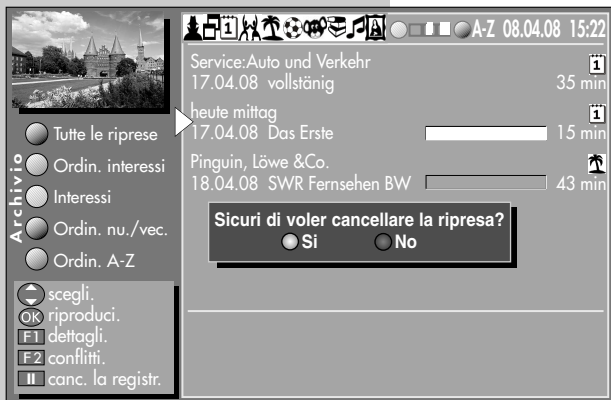 A-Z 08.04.08 15:22
Service:Auto und Verkehr 1
17.04.08 vollstänig 35 min
heute mittag 1
17.04.08 Das Erste 15 min
Pinguin, Löwe &Co.
18.04.08 SWR Fernsehen BW 43 min
Archivio
Tutte le riprese
Ordin. interessi
Interessi
Ordin. nu./vec.
Ordin. A-Z
Sicuri di voler cancellare la ripresa?
Si No
scegli.
OK riproduci.
F1 dettagli.
F2 conflitti.
canc. la registr.